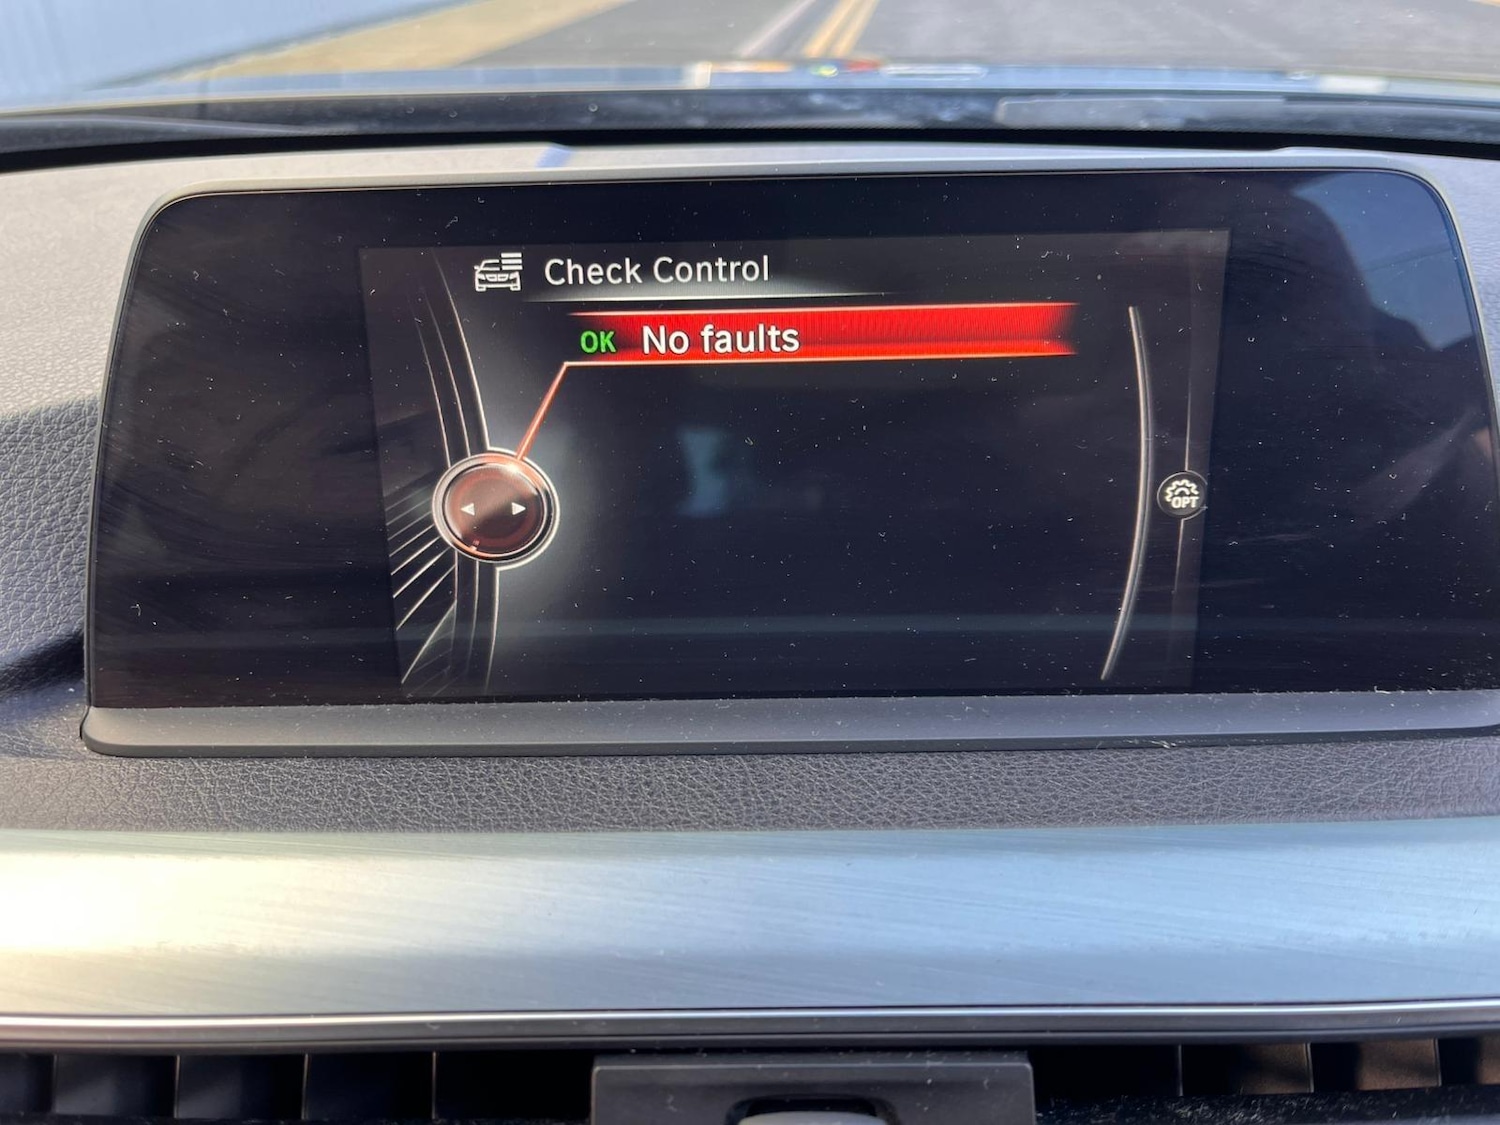 Check Control
OK No faults
OPT